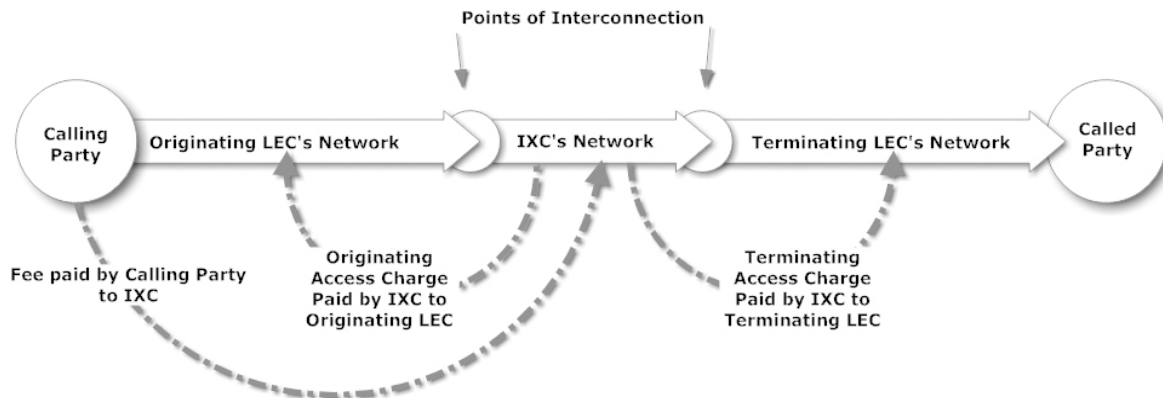 Points of Interconnection
Calling
Party
Originating LEC's Network
IXC's Network
Terminating LEC's Network
Called
Party
Fee paid by Calling Party
to IXC
Originating
Access Charge
Paid by IXC to
Originating LEC
Terminating
Access Charge
Paid by IXC to
Terminating LEC